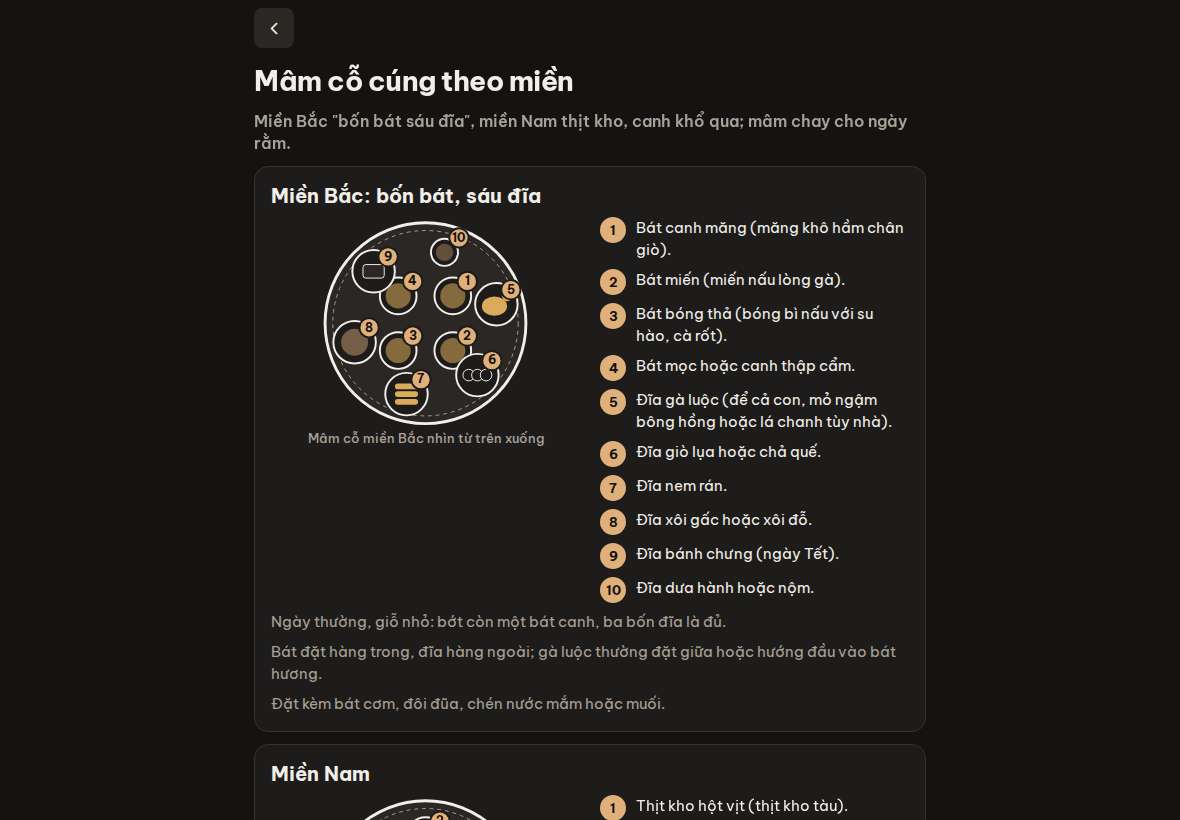 Mâm cỗ cúng theo miền
Miền Bắc "bốn bát sáu đĩa", miền Nam thịt kho, canh khổ qua; mâm chay cho ngày
rằm.
Miền Bắc: bốn bát, sáu đĩa
10
9
4
1
5
8
3
2
6
7
Mâm cỗ miền Bắc nhìn từ trên xuống
1 Bát canh măng (măng khô hầm chân
giò).
2 Bát miến (miến nấu lòng gà).
3 Bát bóng thả (bóng bì nấu với su
hào, cà rốt).
4 Bát mọc hoặc canh thập cẩm.
5 Đĩa gà luộc (để cả con, mỏ ngậm
bông hồng hoặc lá chanh tùy nhà).
6 Đĩa giò lụa hoặc chả quế.
7 Đĩa nem rán.
8 Đĩa xôi gấc hoặc xôi đỗ.
9 Đĩa bánh chưng (ngày Tết).
10 Đĩa dưa hành hoặc nộm.
Ngày thường, giỗ nhỏ: bớt còn một bát canh, ba bốn đĩa là đủ.
Bát đặt hàng trong, đĩa hàng ngoài; gà luộc thường đặt giữa hoặc hướng đầu vào bát
hương.
Đặt kèm bát cơm, đôi đũa, chén nước mắm hoặc muối.
Miền Nam
1 Thịt kho hột vịt (thịt kho tàu).